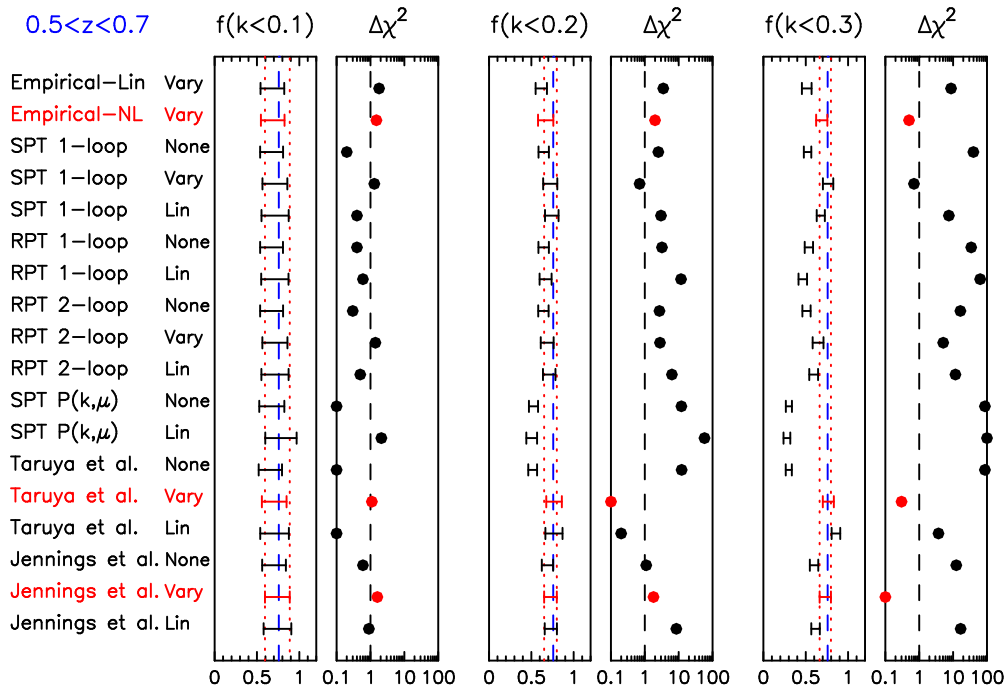 0.5<z<0.7 f(k<0.1) Δχ² f(k<0.2) Δχ² f(k<0.3) Δχ²
Empirical-Lin Vary
Empirical-NL Vary
SPT 1-loop None
SPT 1-loop Vary
SPT 1-loop Lin
RPT 1-loop None
RPT 1-loop Lin
RPT 2-loop None
RPT 2-loop Vary
RPT 2-loop Lin
SPT P(k,μ) None
SPT P(k,μ) Lin
Taruya et al. None
Taruya et al. Vary
Taruya et al. Lin
Jennings et al. None
Jennings et al. Vary
Jennings et al. Lin
0 0.5 1 0.1 1 10 100 0 0.5 1 0.1 1 10 100 0 0.5 1 0.1 1 10 100